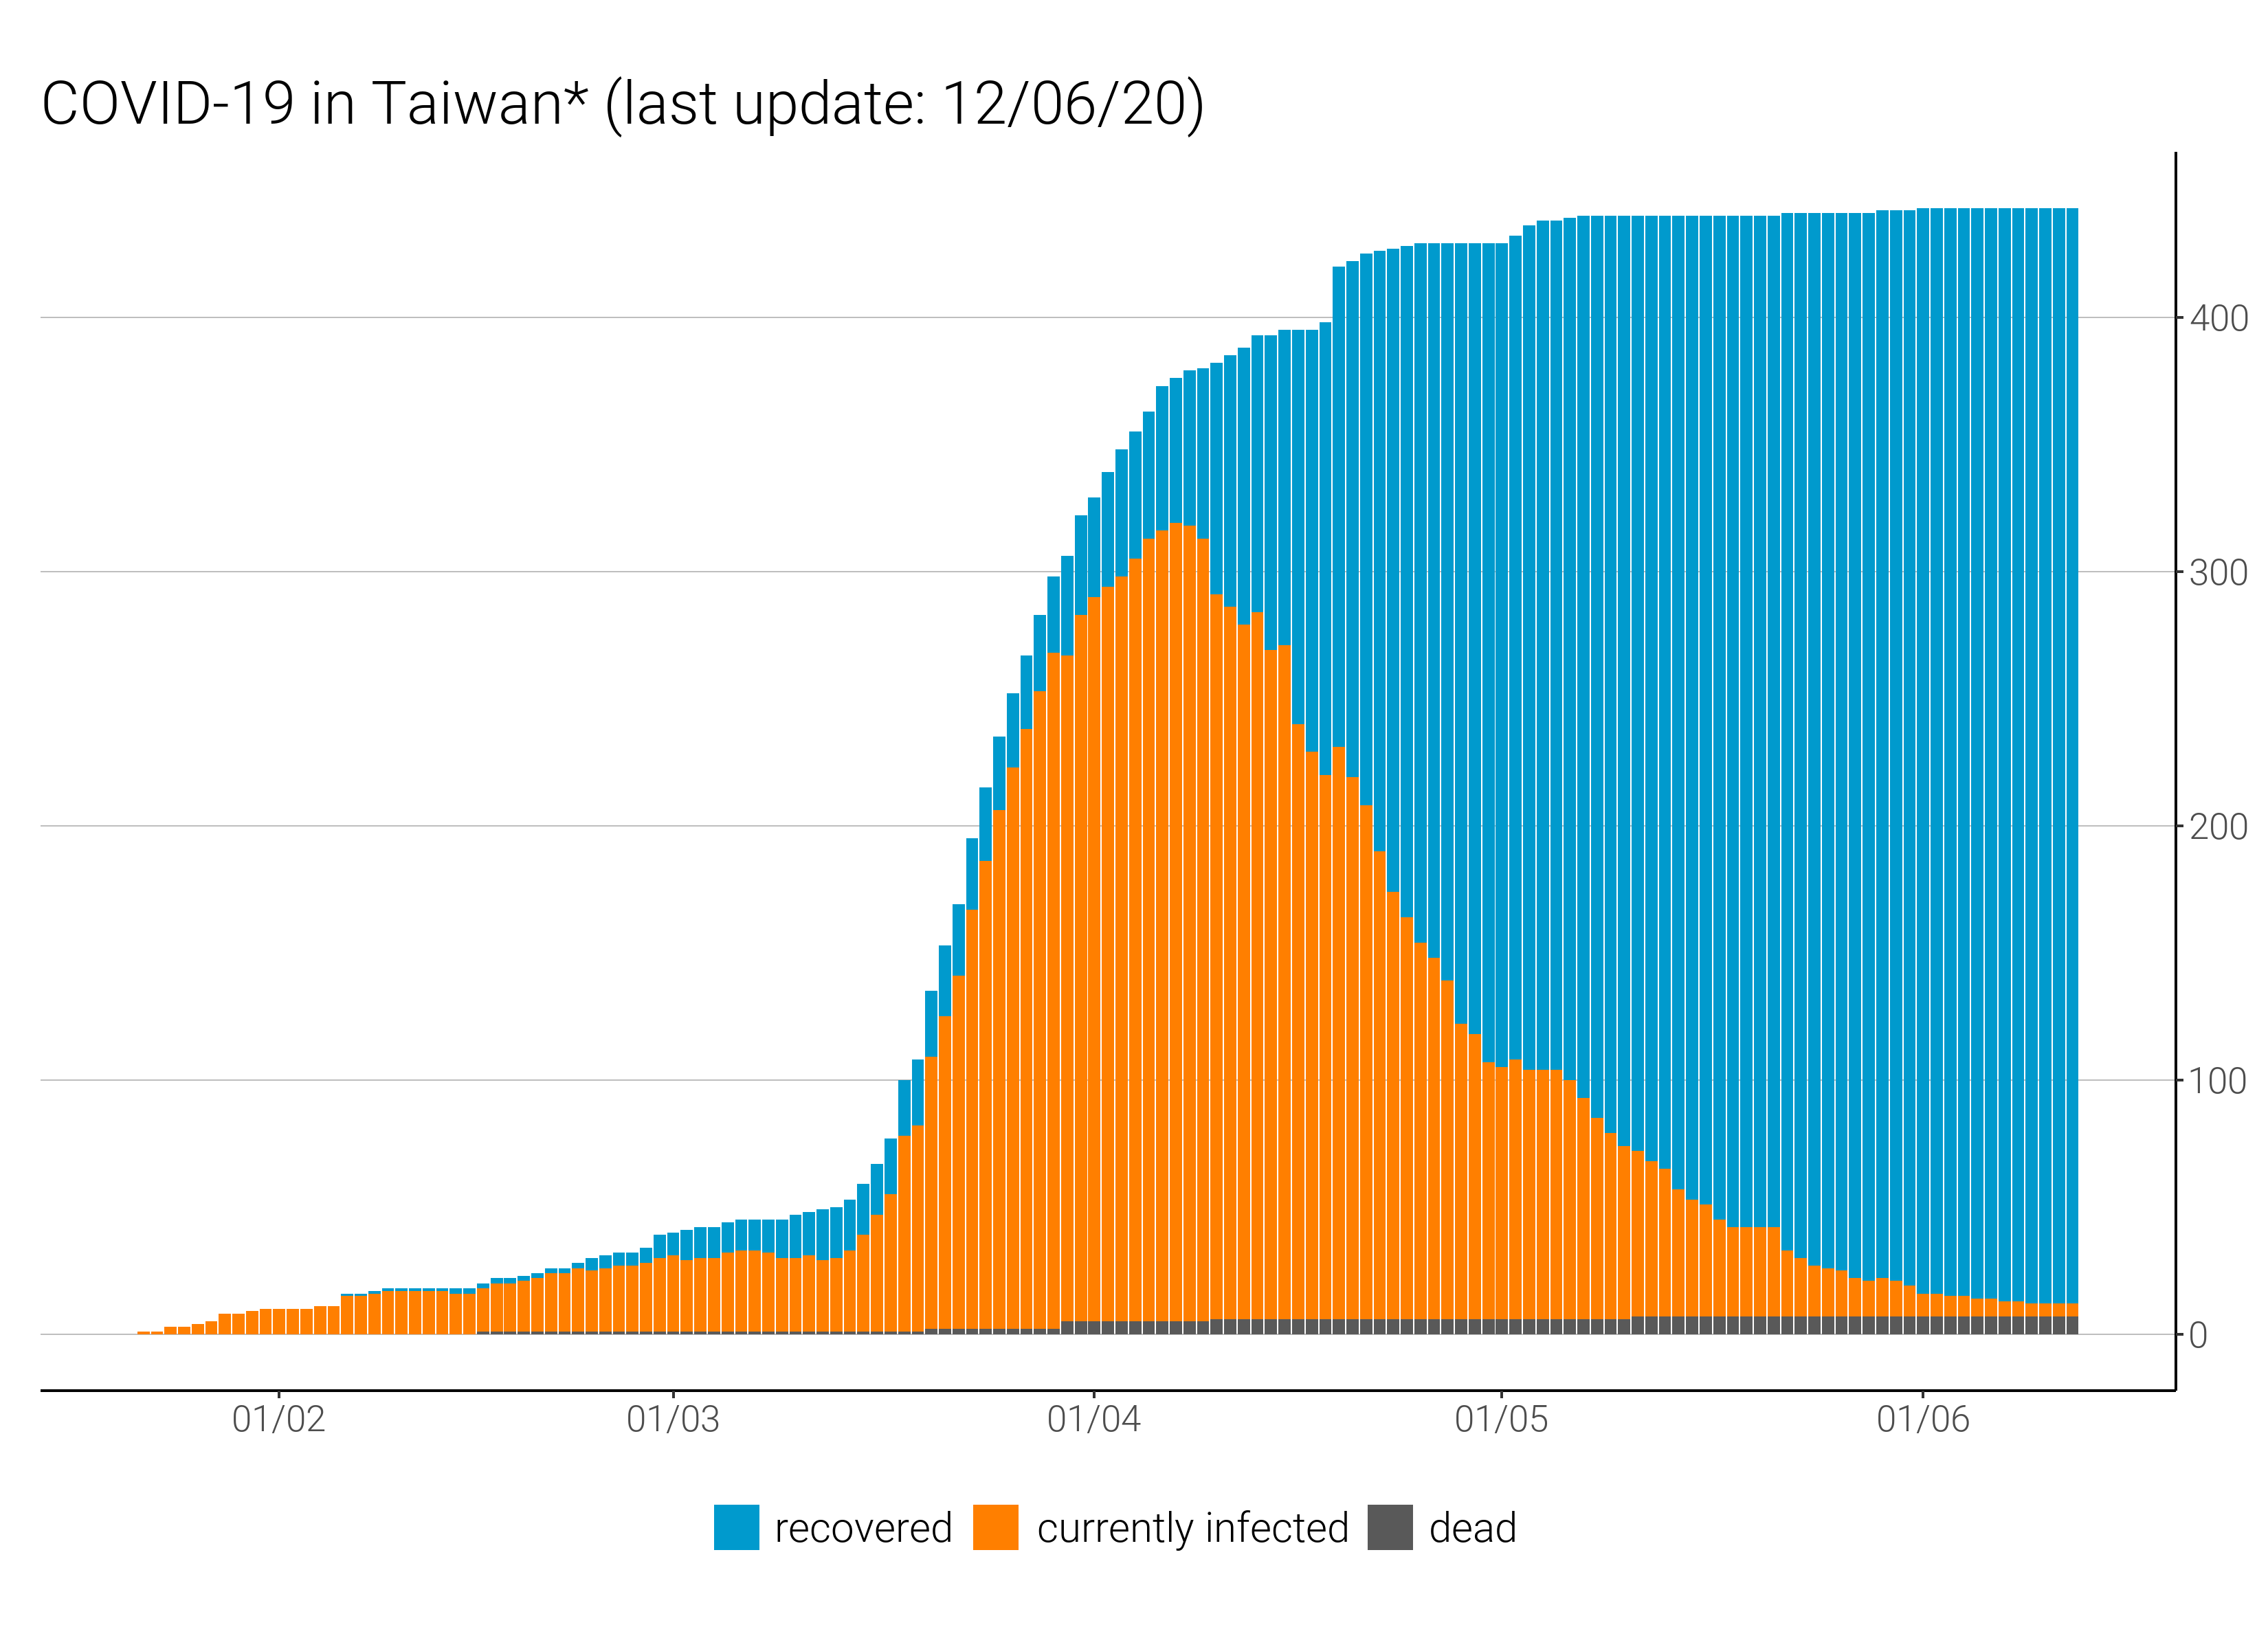 COVID-19 in Taiwan* (last update: 12/06/20)
400
300
200
100
0
01/02 01/03 01/04 01/05 01/06
recovered currently infected dead